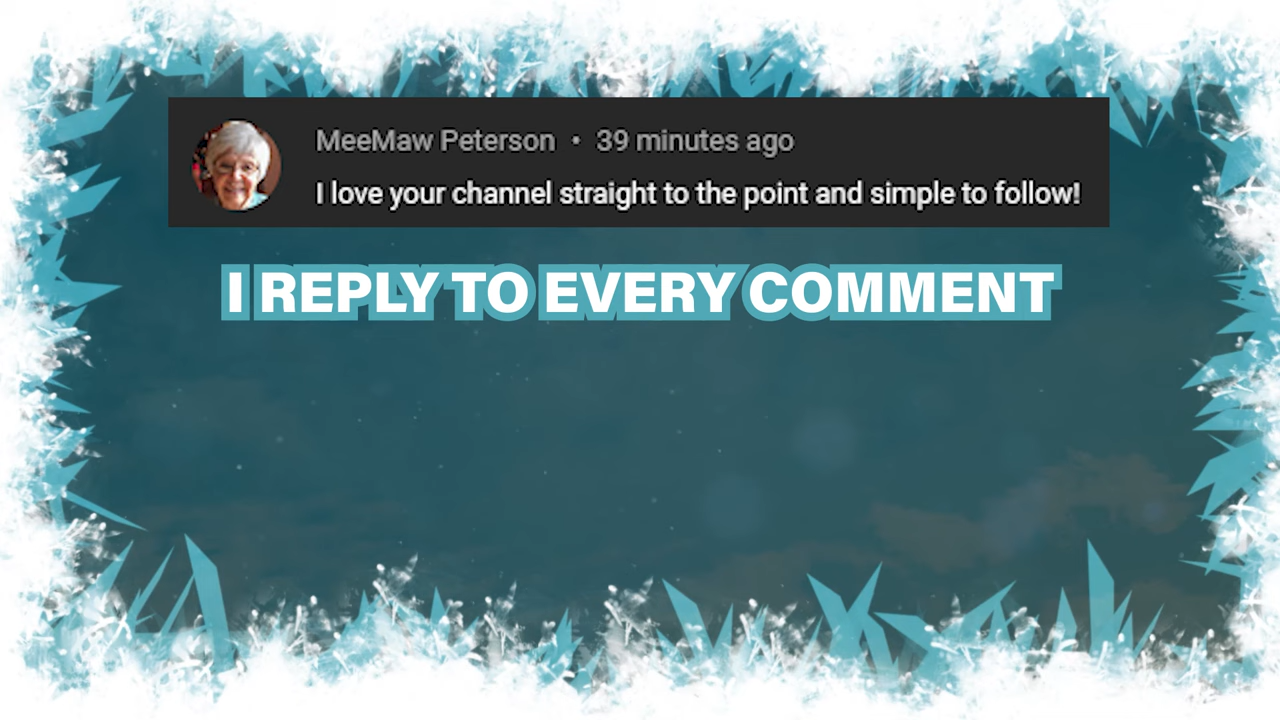 MeeMaw Peterson • 39 minutes ago
I love your channel straight to the point and simple to follow!
I REPLY TO EVERY COMMENT